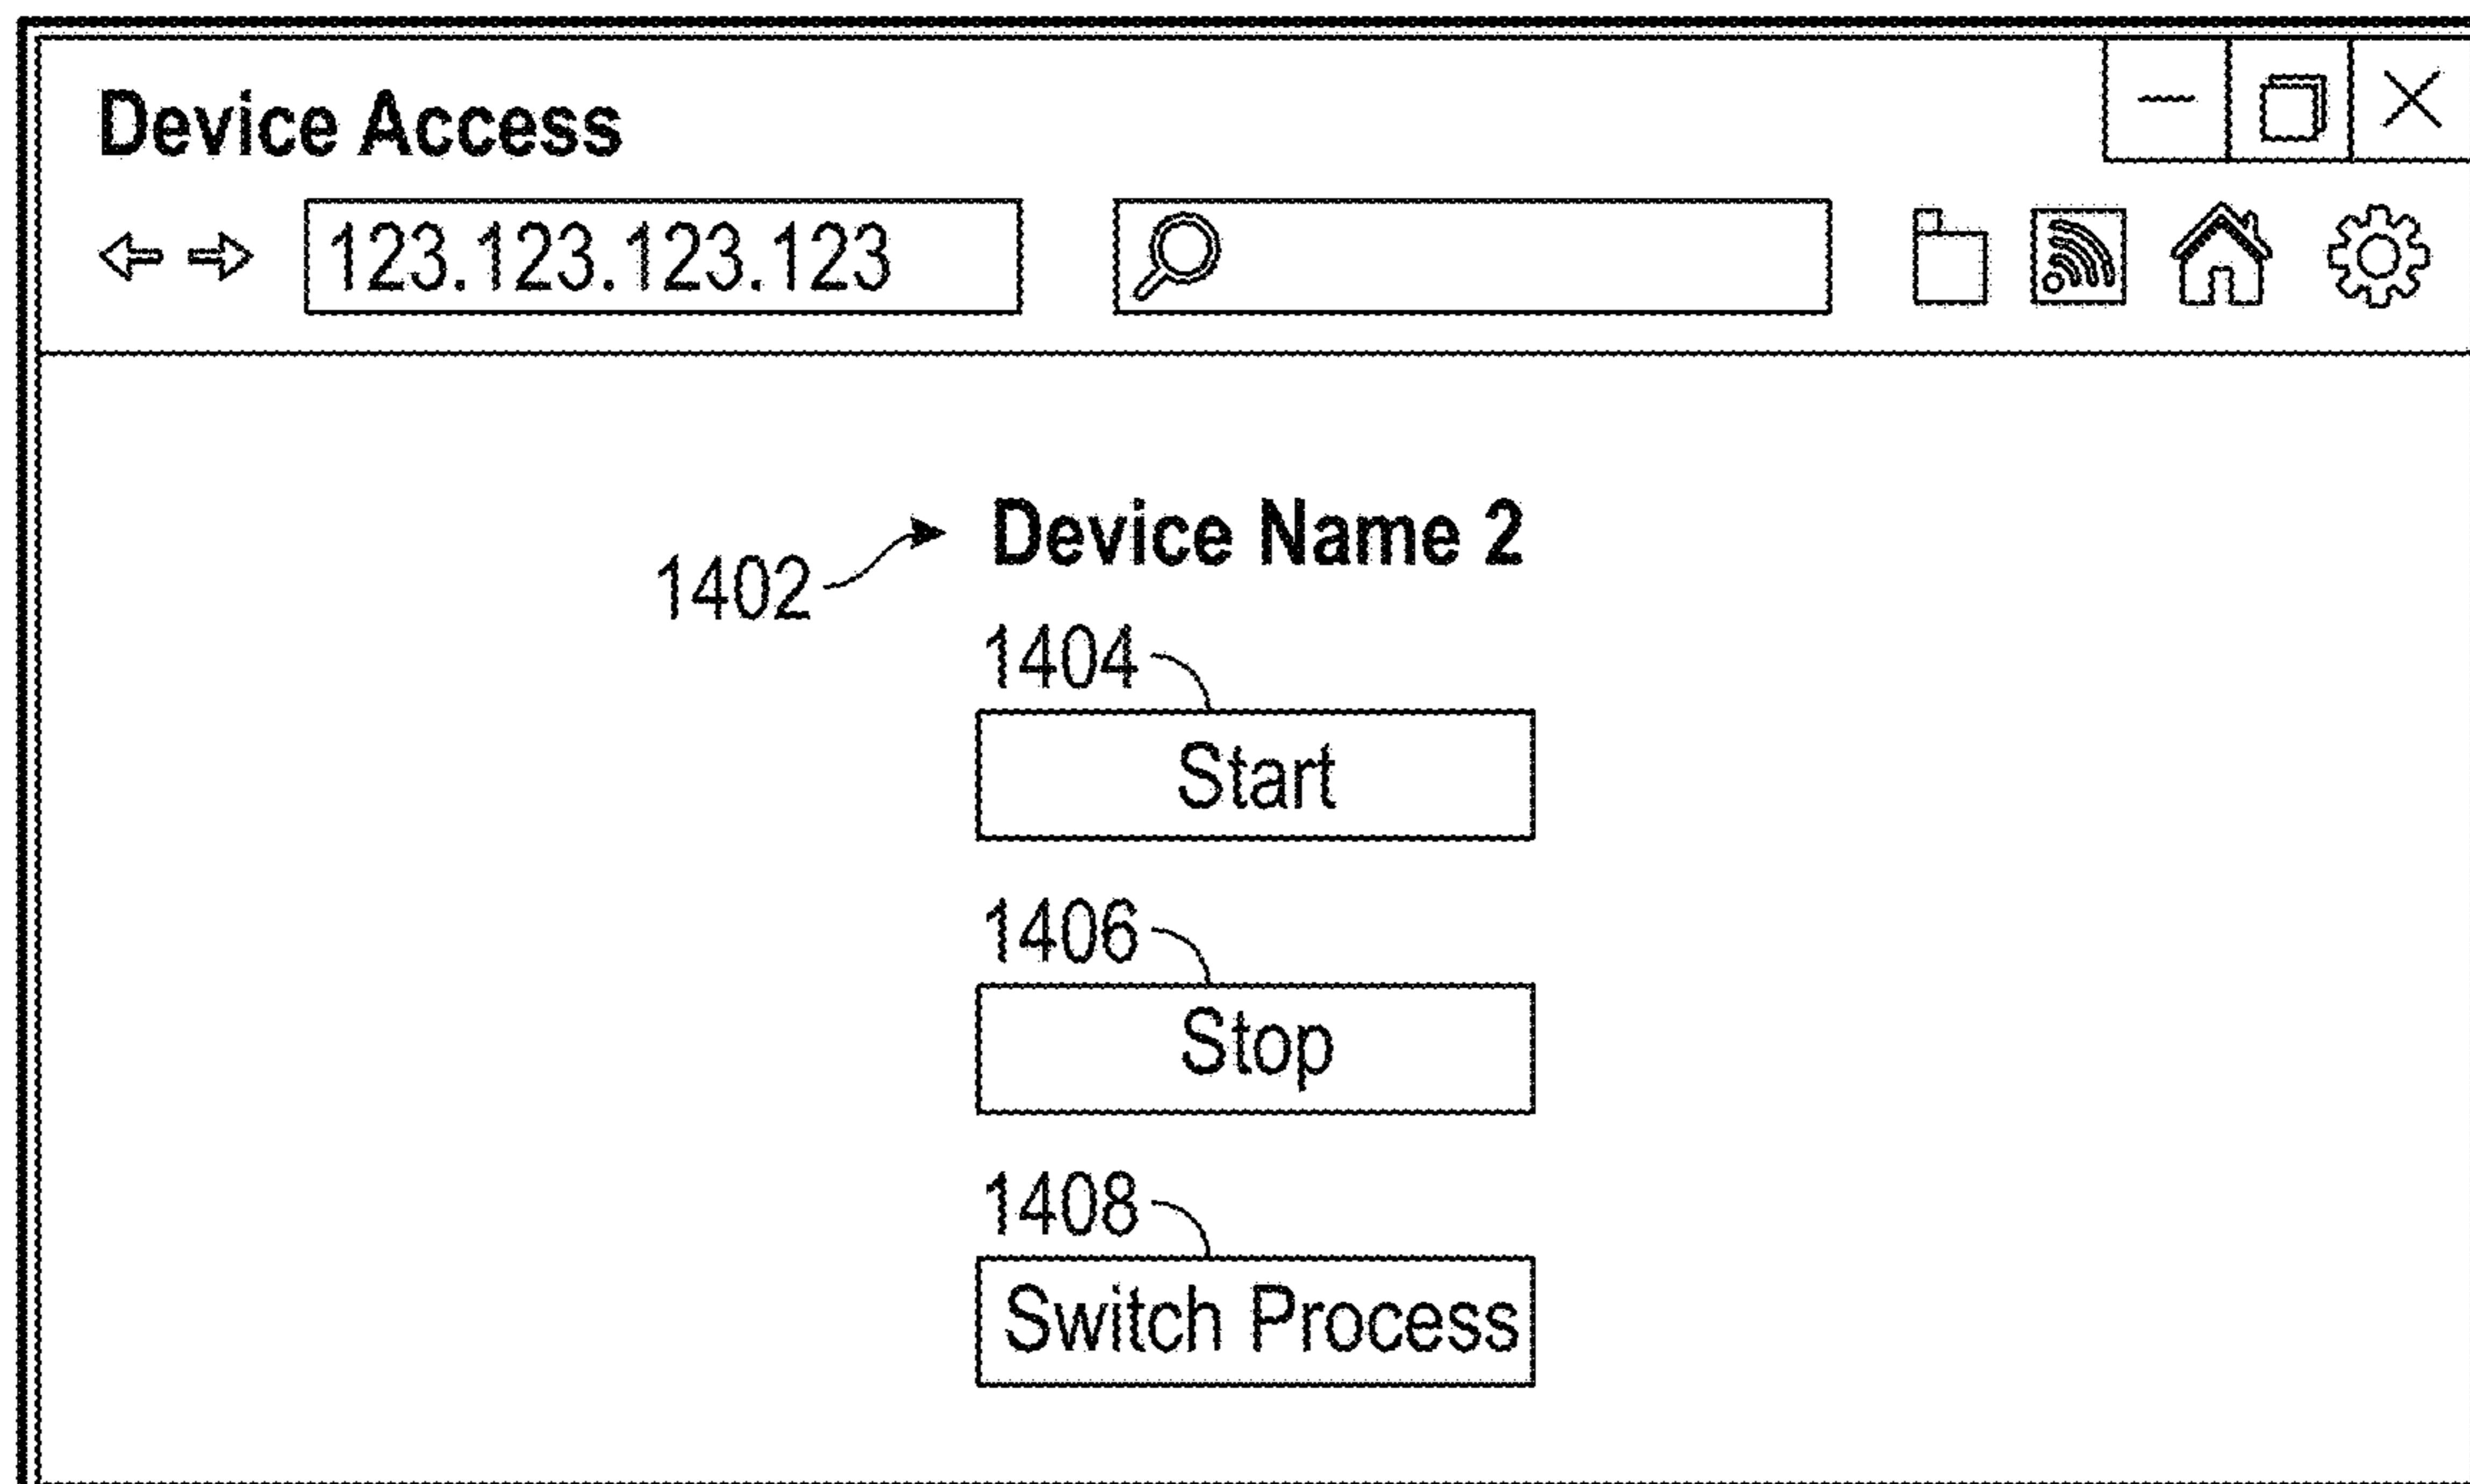 Device Access
123.123.123.123
Device Name 2
1402
1404
Start
1406
Stop
1408
Switch Process